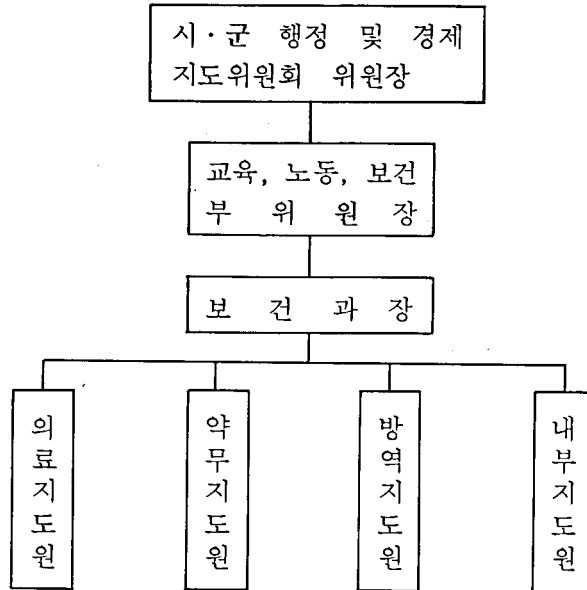 시·군 행정 및 경제
지도위원회 위원장
교육, 노동, 보건
부 위 원 장
보 건 과 장
의료지도원
약무지도원
방역지도원
내부지도원